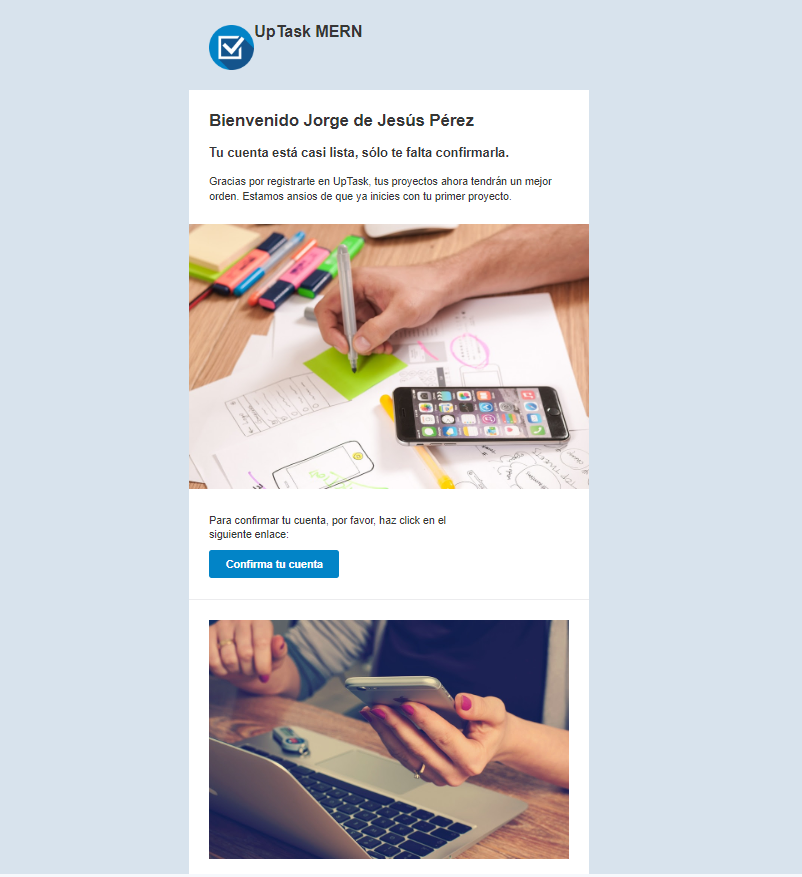 UpTask MERN
Bienvenido Jorge de Jesús Pérez
Tu cuenta está casi lista, sólo te falta confirmarla.
Gracias por registrarte en UpTask, tus proyectos ahora tendrán un mejor
orden. Estamos ansios de que ya inicies con tu primer proyecto.
Para confirmar tu cuenta, por favor, haz click en el
siguiente enlace:
Confirma tu cuenta